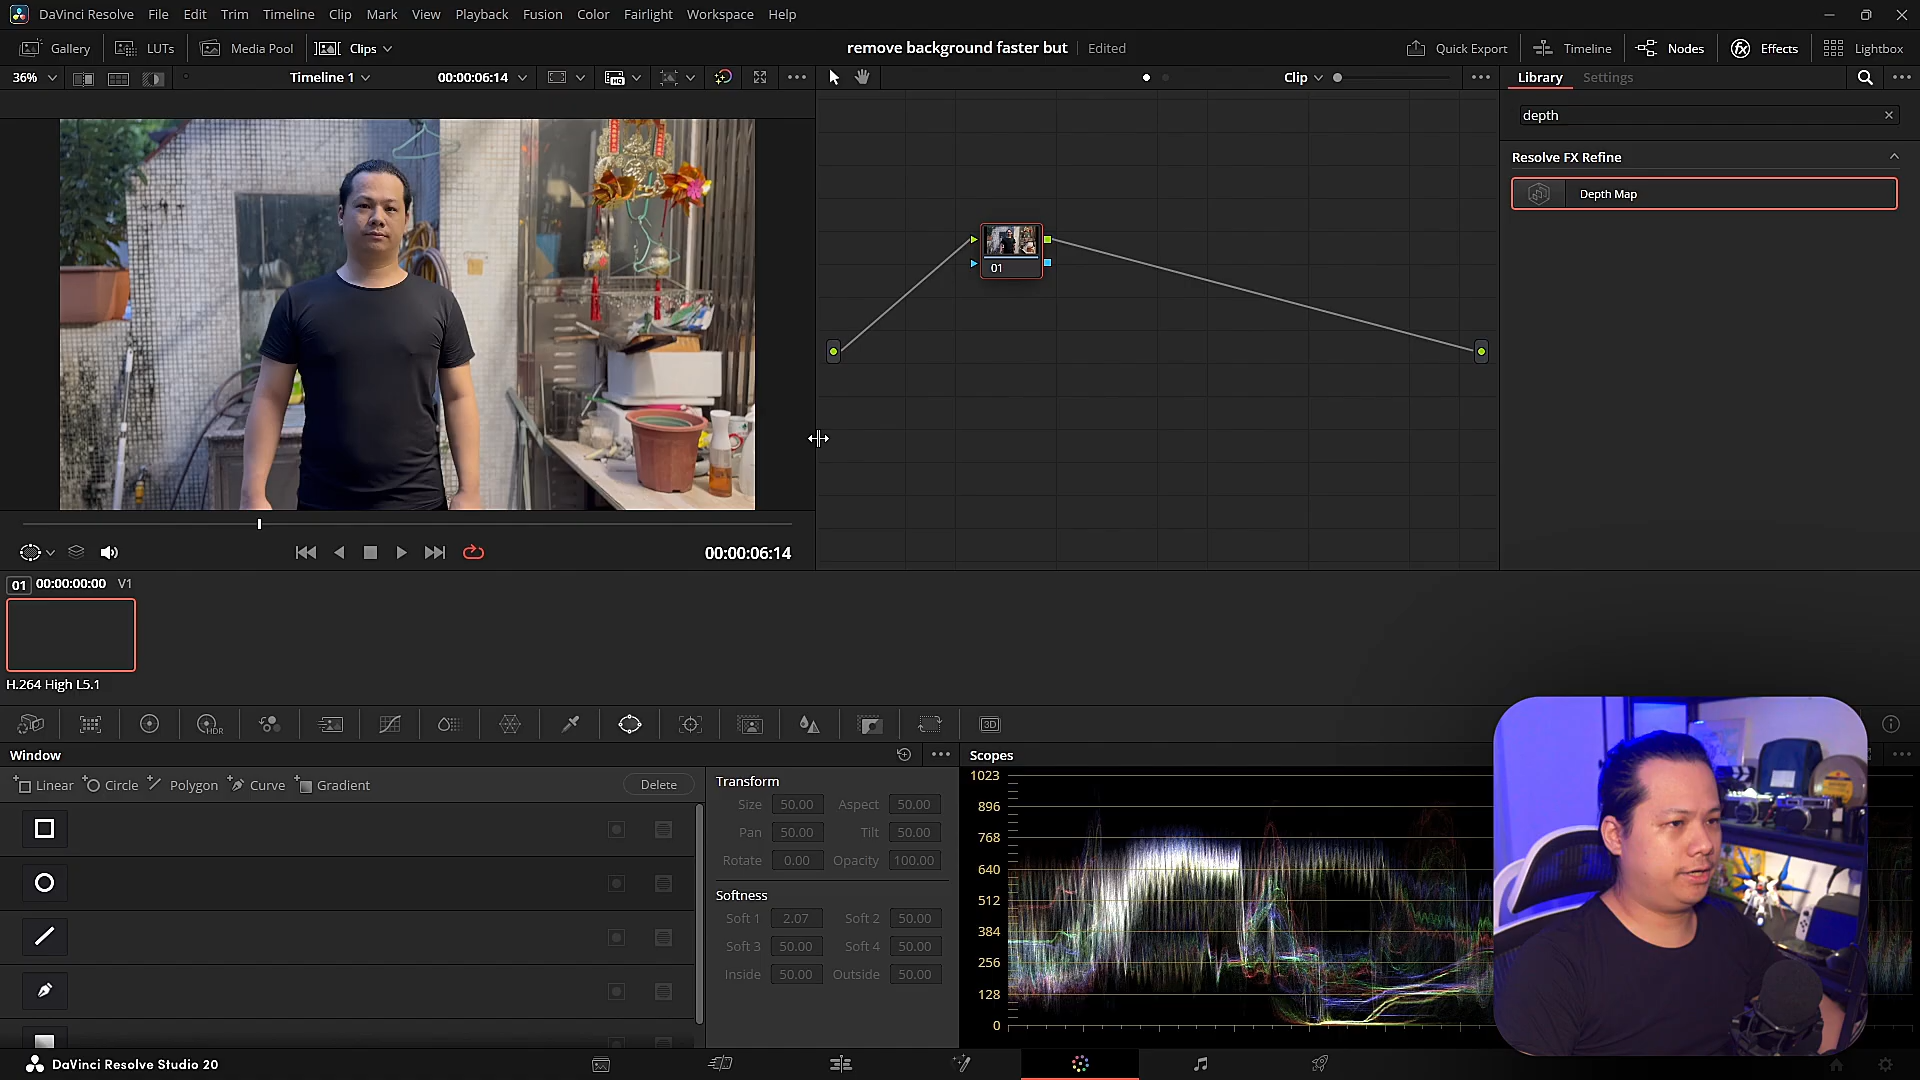 DaVinci Resolve File Edit Trim Timeline Clip Mark View Playback Fusion Color Fairlight Workspace Help
Gallery LUTs Media Pool Clips remove background faster but Edited Quick Export Timeline Nodes Effects Lightbox
36% Timeline 1 00:00:06:14 Clip Library Settings
depth
Resolve FX Refine
Depth Map
01
00:00:06:14
01 00:00:00:00 V1
H.264 High L5.1
HDR
3D
Window
Scopes
Linear Circle Polygon Curve Gradient Delete
Transform
Size 50.00 Aspect 50.00
Pan 50.00 Tilt 50.00
Rotate 0.00 Opacity 100.00
Softness
Soft 1 2.07 Soft 2 50.00
Soft 3 50.00 Soft 4 50.00
Inside 50.00 Outside 50.00
1023
896
768
640
512
384
256
128
0
DaVinci Resolve Studio 20